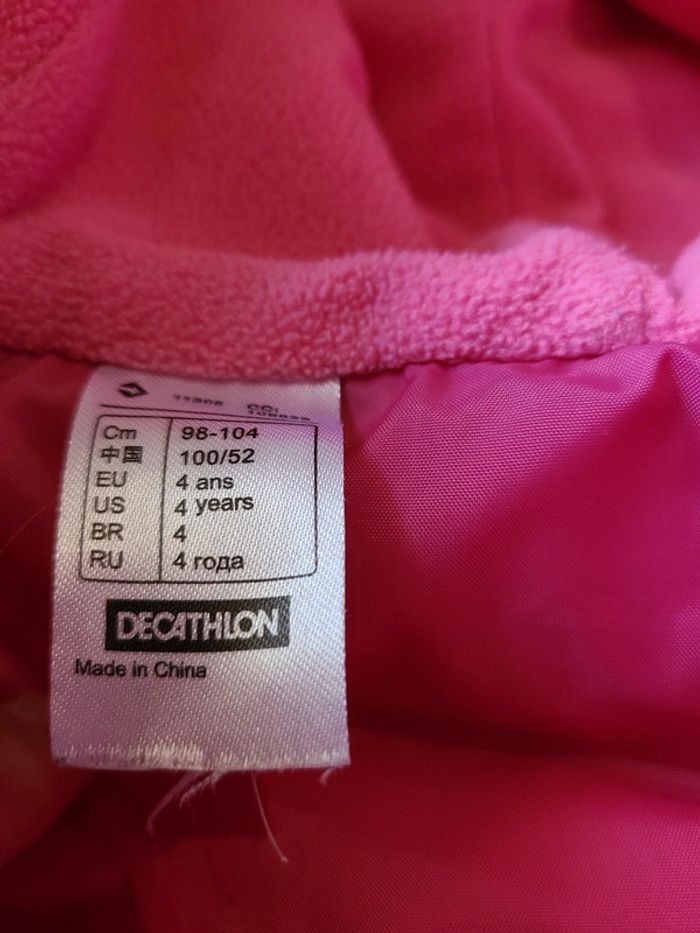 CC:
Cm 98-104
中国 100/52
EU 4 ans
US 4 years
BR 4
RU 4 года
DECATHLON
Made in China